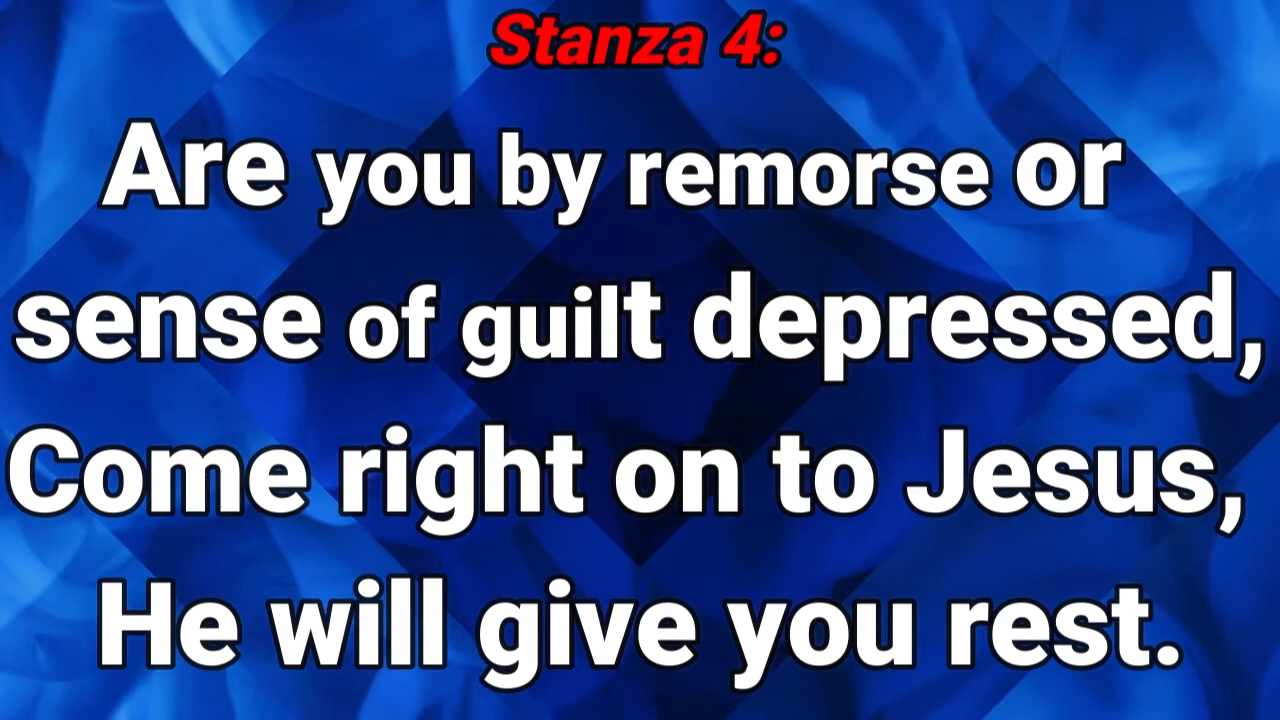 Stanza 4:
Are you by remorse or
sense of guilt depressed,
Come right on to Jesus,
He will give you rest.